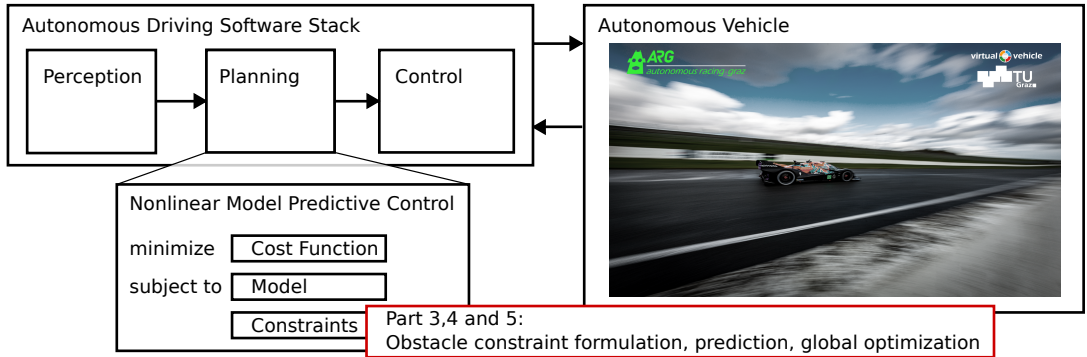 Autonomous Driving Software Stack
Perception
Planning
Control
Autonomous Vehicle
ARG
autonomous racing graz
virtual vehicle
TU
Graz
Nonlinear Model Predictive Control
minimize
Cost Function
subject to
Model
Constraints
Part 3,4 and 5:
Obstacle constraint formulation, prediction, global optimization